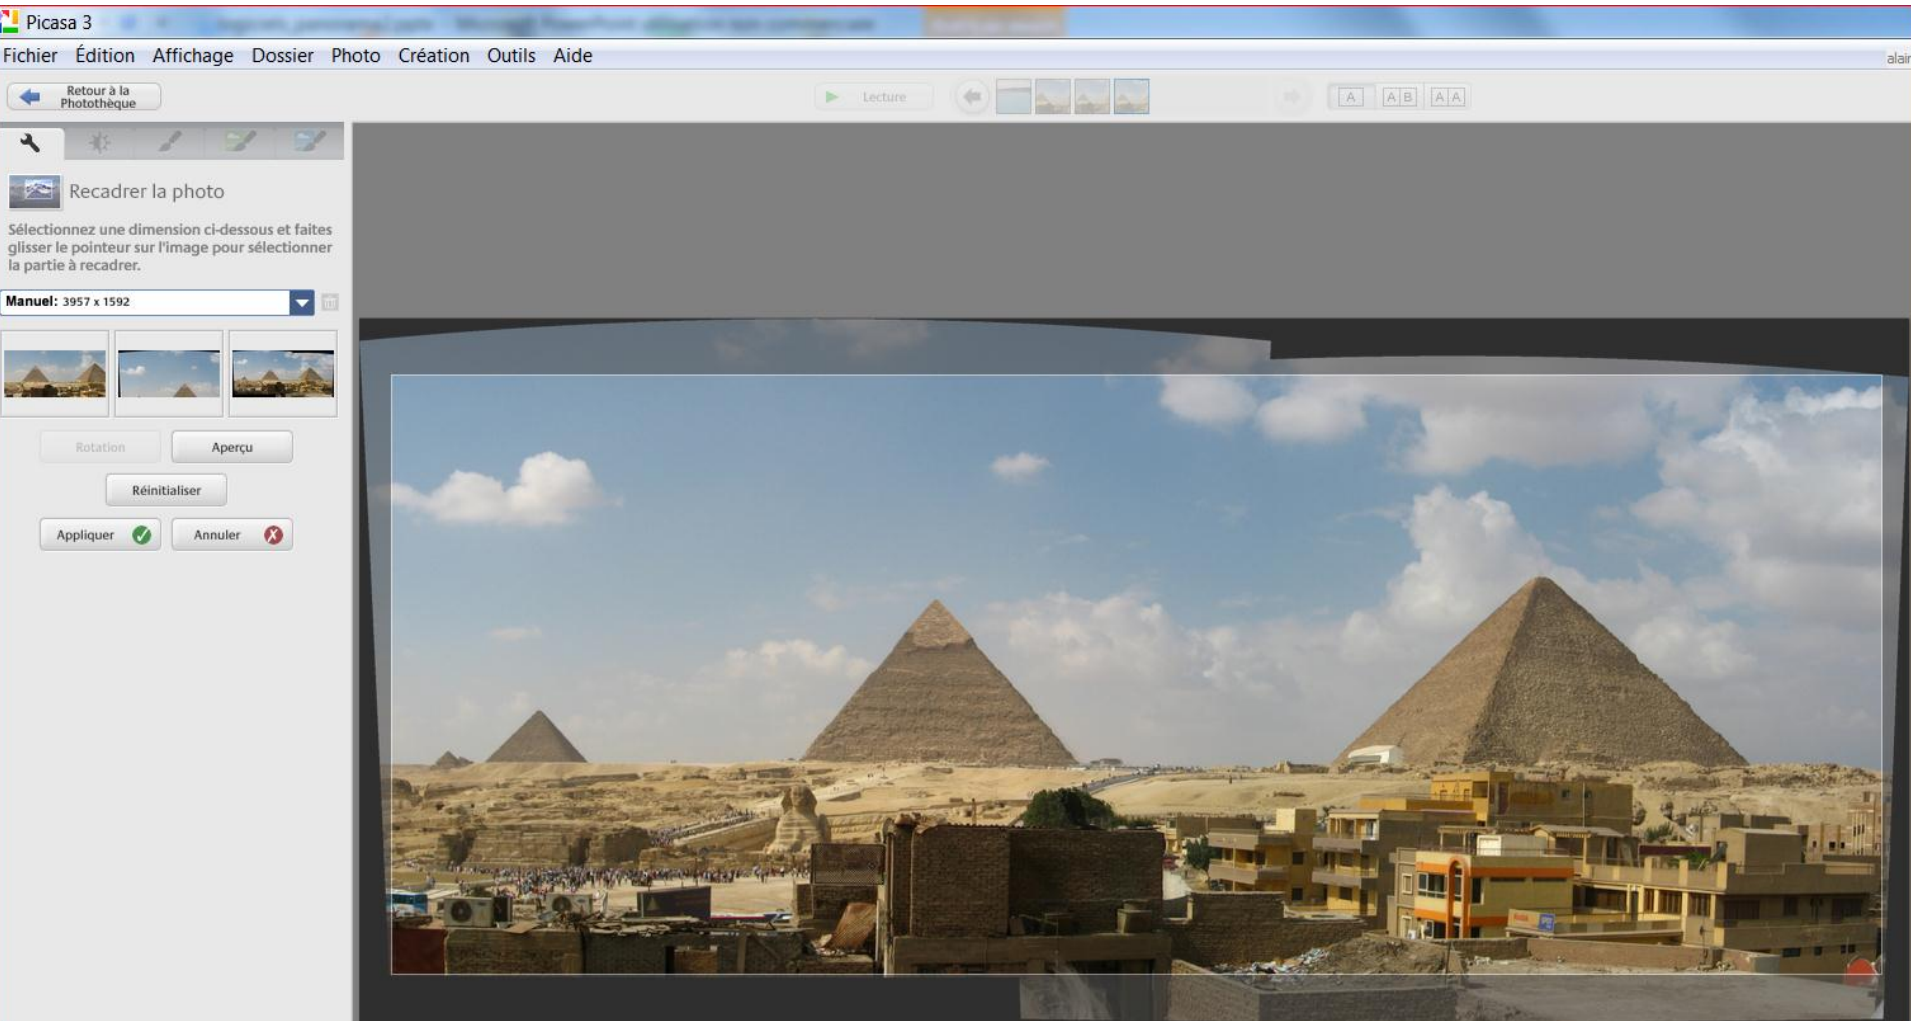 Picasa 3
Fichier Édition Affichage Dossier Photo Création Outils Aide
alain
Retour à la
Photothèque
Lecture
A
A B
A A
Recadrer la photo
Sélectionnez une dimension ci-dessous et faites
glisser le pointeur sur l'image pour sélectionner
la partie à recadrer.
Manuel: 3957 x 1592
Rotation
Aperçu
Réinitialiser
Appliquer
Annuler
Kodak